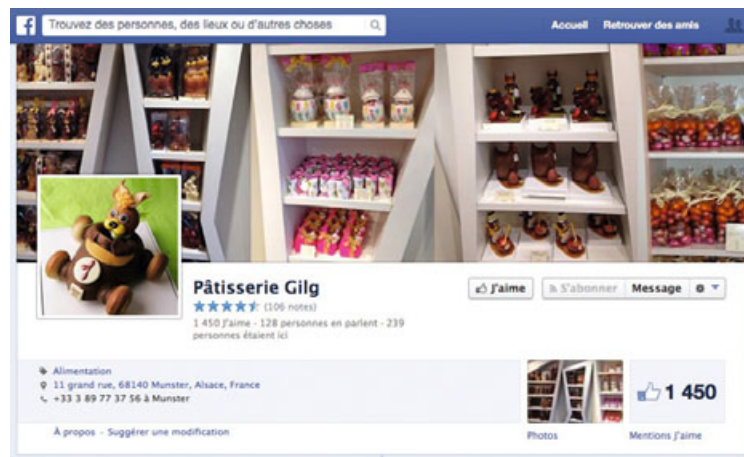 f Trouvez des personnes, des lieux ou d'autres choses Accueil Retrouver des amis
Pâtisserie Gilg
J'aime S'abonner Message
(106 notes)
1 450 J'aime · 128 personnes en parlent · 239
personnes étaient ici
Alimentation
11 grand rue, 68140 Munster, Alsace, France
+33 3 89 77 37 56 à Munster
1 450
À propos - Suggérer une modification
Photos Mentions J'aime